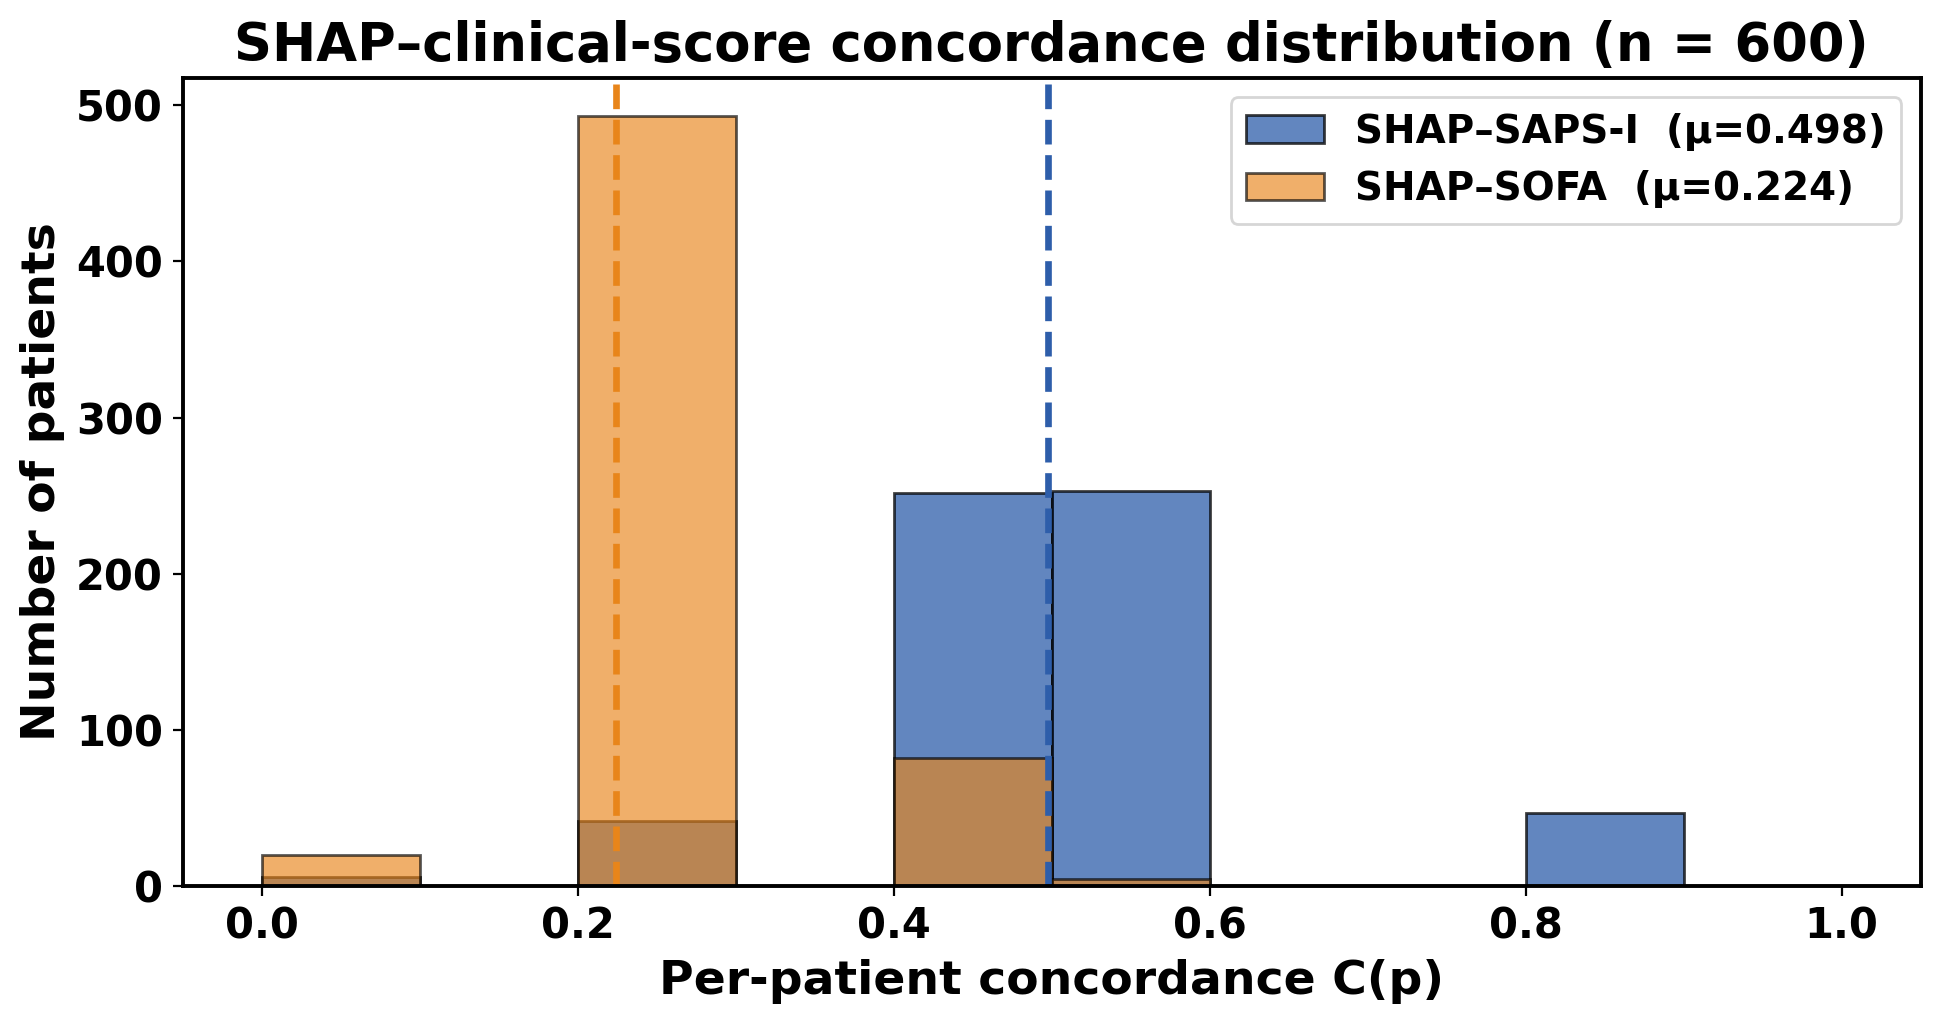 SHAP–clinical-score concordance distribution (n = 600)
SHAP–SAPS-I (μ=0.498)
SHAP–SOFA (μ=0.224)
Number of patients
500
400
300
200
100
0
0.0 0.2 0.4 0.6 0.8 1.0
Per-patient concordance C(p)